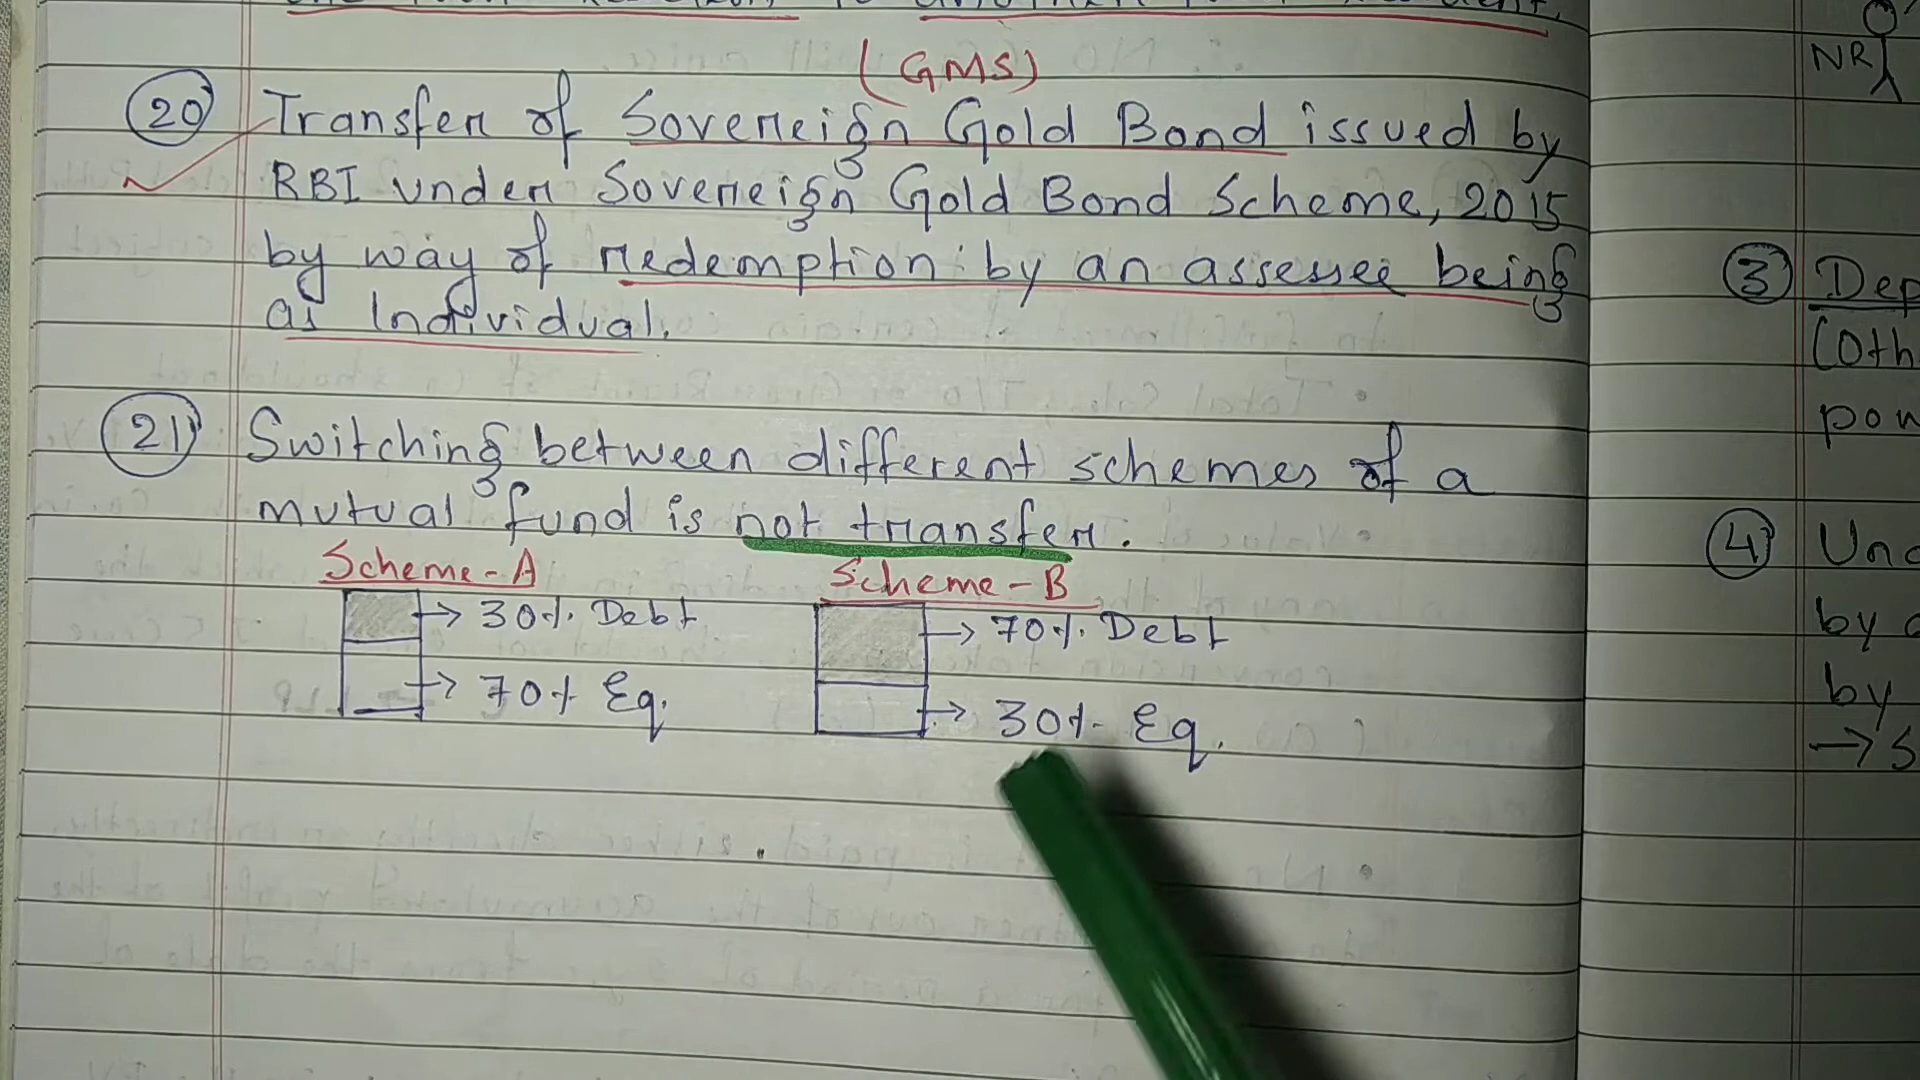 (GMS)
20 Transfer of Sovereign Gold Bond issued by
RBI under Sovereign Gold Bond Scheme, 2015
by way of redemption by an assessee being
as Individual.
21 Switching between different schemes of a
mutual fund is not transfer.
Scheme-A
30% Debt
70% Eq.
Scheme-B
70% Debt
30% Eq.
NR
3 Dep
(Oth
pow
4 Und
by
by
→ S